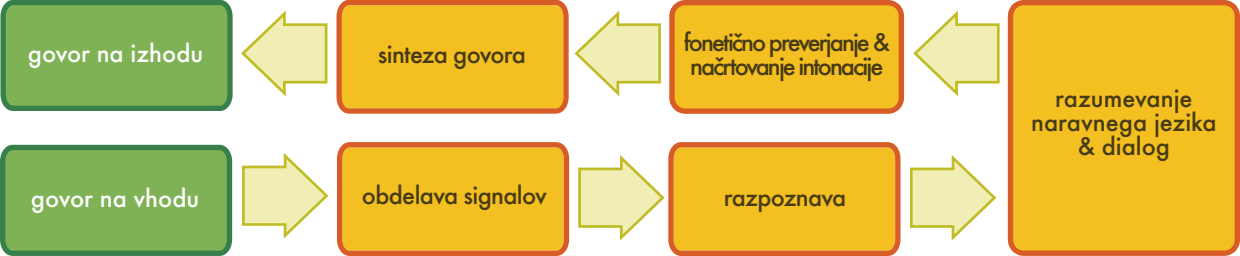 govor na izhodu
sinteza govora
fonetično preverjanje &
načrtovanje intonacije
razumevanje
naravnega jezika
& dialog
govor na vhodu
obdelava signalov
razpoznava